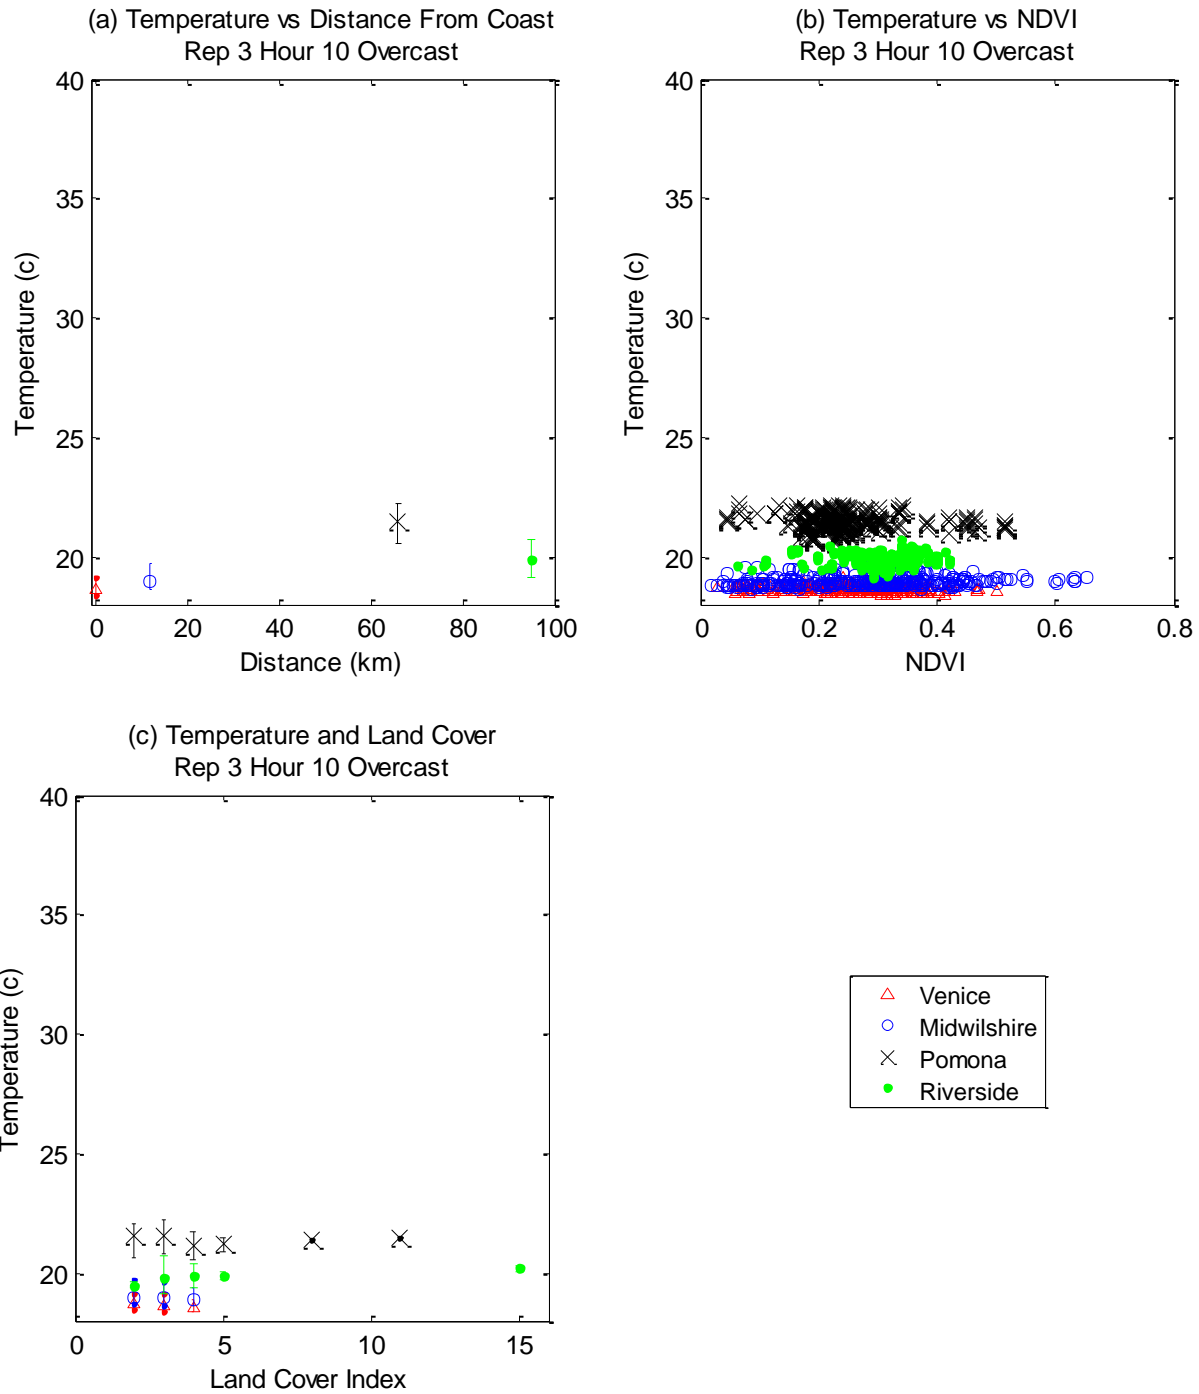 (a) Temperature vs Distance From Coast
Rep 3 Hour 10 Overcast
40
35
30
25
20
Temperature (c)
0 20 40 60 80 100
Distance (km)
(b) Temperature vs NDVI
Rep 3 Hour 10 Overcast
40
35
30
25
20
Temperature (c)
0 0.2 0.4 0.6 0.8
NDVI
(c) Temperature and Land Cover
Rep 3 Hour 10 Overcast
40
35
30
25
20
Temperature (c)
0 5 10 15
Land Cover Index
Venice
Midwilshire
Pomona
Riverside